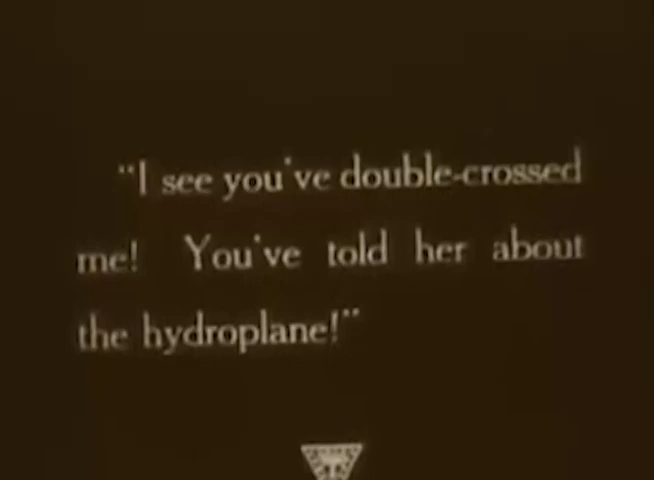 "I see you've double-crossed
me! You've told her about
the hydroplane!"